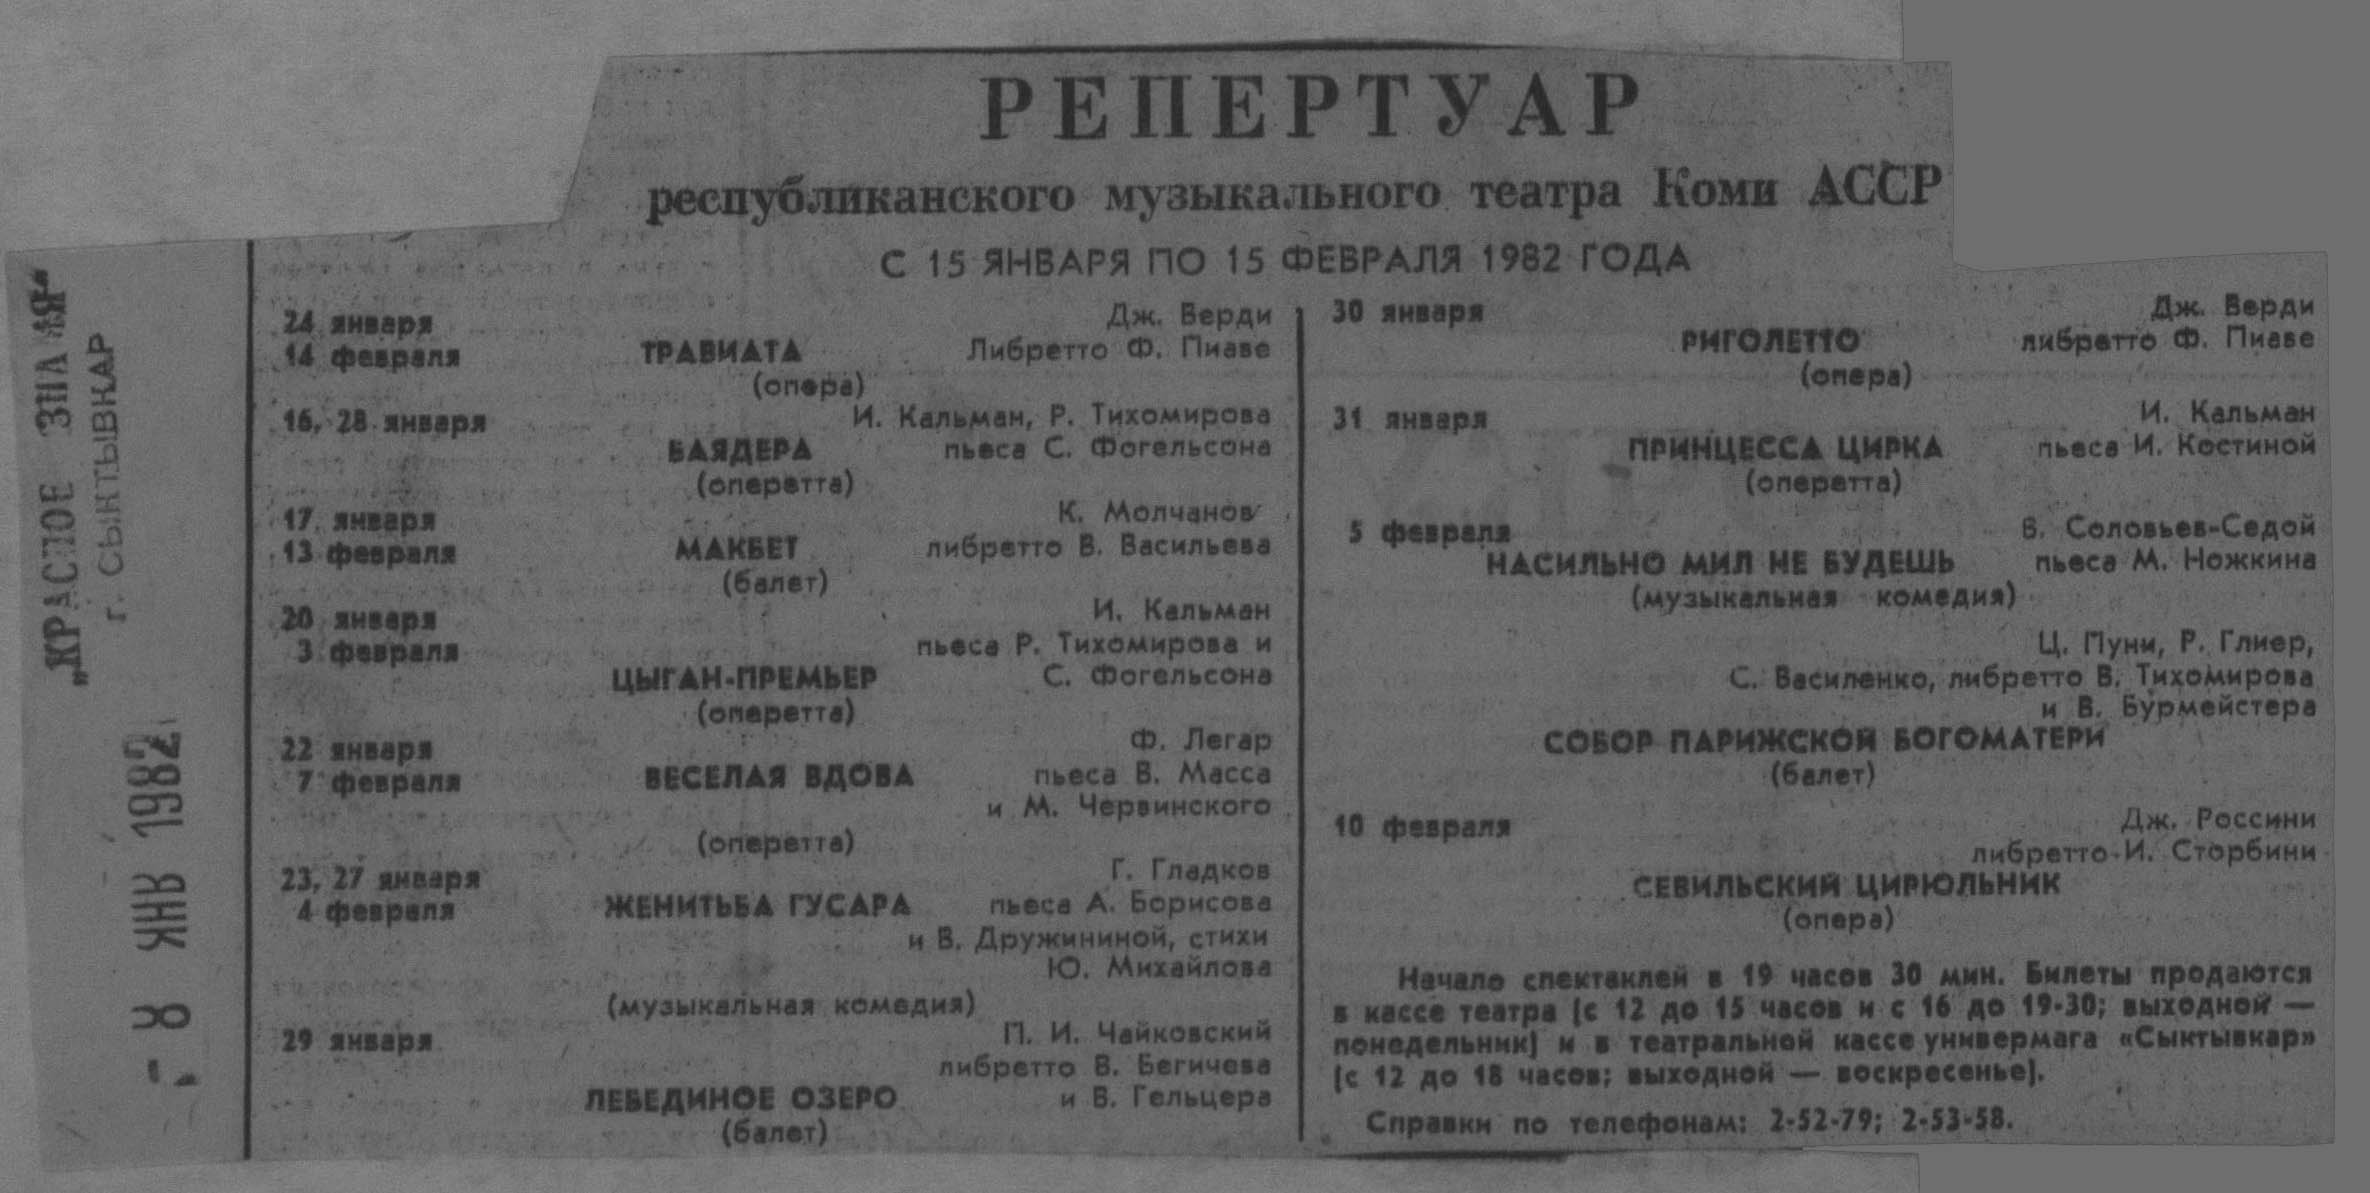 „КРАСНОЕ ЗНАМЯ“
г. СЫКТЫВКАР
- 8 ЯНВ 1982
РЕПЕРТУАР
республиканского музыкального театра Коми АССР
С 15 ЯНВАРЯ ПО 15 ФЕВРАЛЯ 1982 ГОДА
24 января Дж. Верди
14 февраля ТРАВИАТА Либретто Ф. Пиаве
(опера)
16, 28 января И. Кальман, Р. Тихомирова
БАЯДЕРА пьеса С. Фогельсона
(оперетта)
17 января К. Молчанов
13 февраля МАКБЕТ либретто В. Васильева
(балет)
20 января И. Кальман
3 февраля пьеса Р. Тихомирова и
ЦЫГАН-ПРЕМЬЕР С. Фогельсона
(оперетта)
22 января Ф. Легар
7 февраля ВЕСЕЛАЯ ВДОВА пьеса В. Масса
и М. Червинского
(оперетта)
23, 27 января Г. Гладков
4 февраля ЖЕНИТЬБА ГУСАРА пьеса А. Борисова
и В. Дружининой, стихи
Ю. Михайлова
(музыкальная комедия)
29 января П. И. Чайковский
либретто В. Бегичева
ЛЕБЕДИНОЕ ОЗЕРО и В. Гельцера
(балет)
30 января Дж. Верди
РИГОЛЕТТО либретто Ф. Пиаве
(опера)
31 января И. Кальман
ПРИНЦЕССА ЦИРКА пьеса И. Костиной
(оперетта)
5 февраля В. Соловьев-Седой
НАСИЛЬНО МИЛ НЕ БУДЕШЬ пьеса М. Ножкина
(музыкальная комедия)
Ц. Пуни, Р. Глиер,
С. Василенко, либретто В. Тихомирова
и В. Бурмейстера
СОБОР ПАРИЖСКОЙ БОГОМАТЕРИ
(балет)
10 февраля Дж. Россини
либретто И. Сторбини
СЕВИЛЬСКИЙ ЦИРЮЛЬНИК
(опера)
Начало спектаклей в 19 часов 30 мин. Билеты продаются
в кассе театра (с 12 до 15 часов и с 16 до 19-30; выходной —
понедельник) и в театральной кассе универмага «Сыктывкар»
(с 12 до 18 часов; выходной — воскресенье).
Справки по телефонам: 2-52-79; 2-53-58.